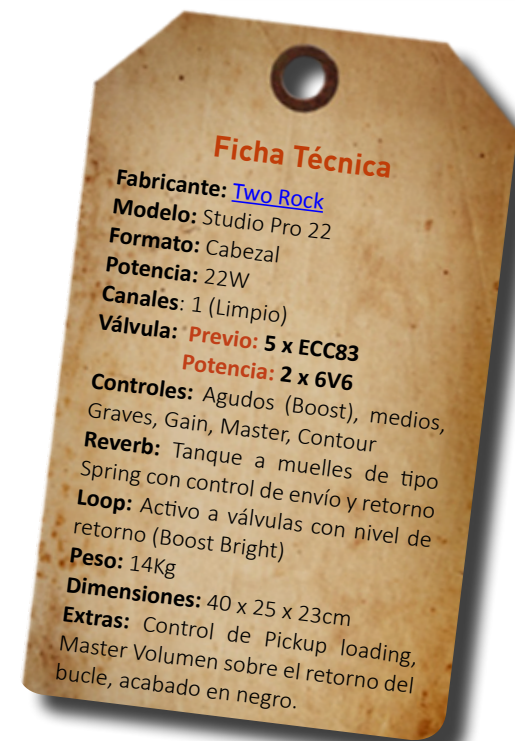 Ficha Técnica
Fabricante: Two Rock
Modelo: Studio Pro 22
Formato: Cabezal
Potencia: 22W
Canales: 1 (Limpio)
Válvula: Previo: 5 x ECC83
Potencia: 2 x 6V6
Controles: Agudos (Boost), medios,
Graves, Gain, Master, Contour
Reverb: Tanque a muelles de tipo
Spring con control de envío y retorno
Loop: Activo a válvulas con nivel de
retorno (Boost Bright)
Peso: 14Kg
Dimensiones: 40 x 25 x 23cm
Extras: Control de Pickup loading,
Master Volumen sobre el retorno del
bucle, acabado en negro.